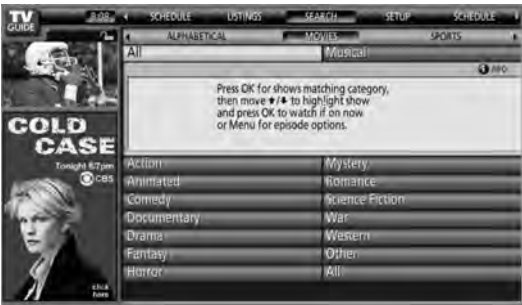 TV
GUIDE
8:08
SCHEDULE LISTINGS SEARCH SETUP SCHEDULE
ALPHABETICAL MOVIES SPORTS
All Musical
INFO
Press OK for shows matching category,
then move ↑/↓ to highlight show
and press OK to watch if on now
or Menu for episode options.
COLD
CASE
Tonight 8/7pm
CBS
click
here
Action Mystery
Animated Romance
Comedy Science Fiction
Documentary War
Drama Western
Fantasy Other
Horror All